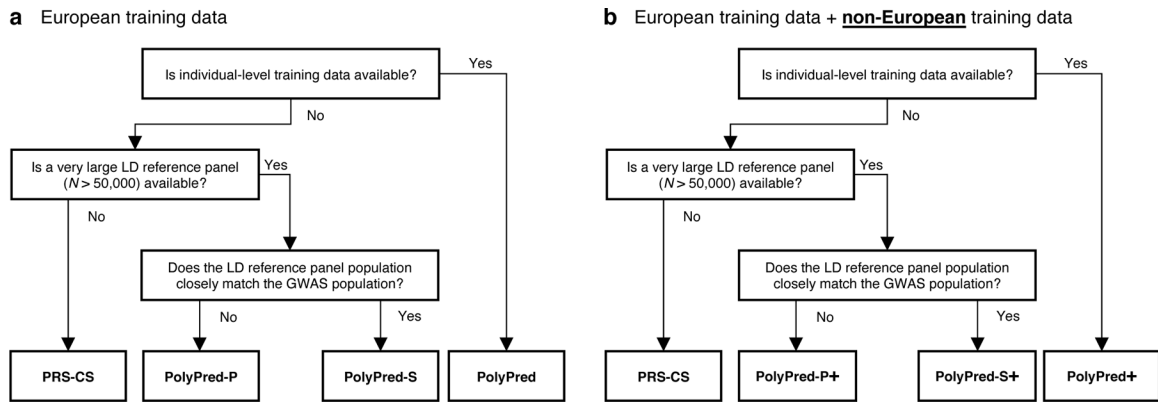 a European training data
Is individual-level training data available?
Yes
No
Is a very large LD reference panel
(N > 50,000) available?
Yes
No
Does the LD reference panel population
closely match the GWAS population?
No
Yes
PRS-CS
PolyPred-P
PolyPred-S
PolyPred
b European training data + non-European training data
Is individual-level training data available?
Yes
No
Is a very large LD reference panel
(N > 50,000) available?
Yes
No
Does the LD reference panel population
closely match the GWAS population?
No
Yes
PRS-CS
PolyPred-P+
PolyPred-S+
PolyPred+